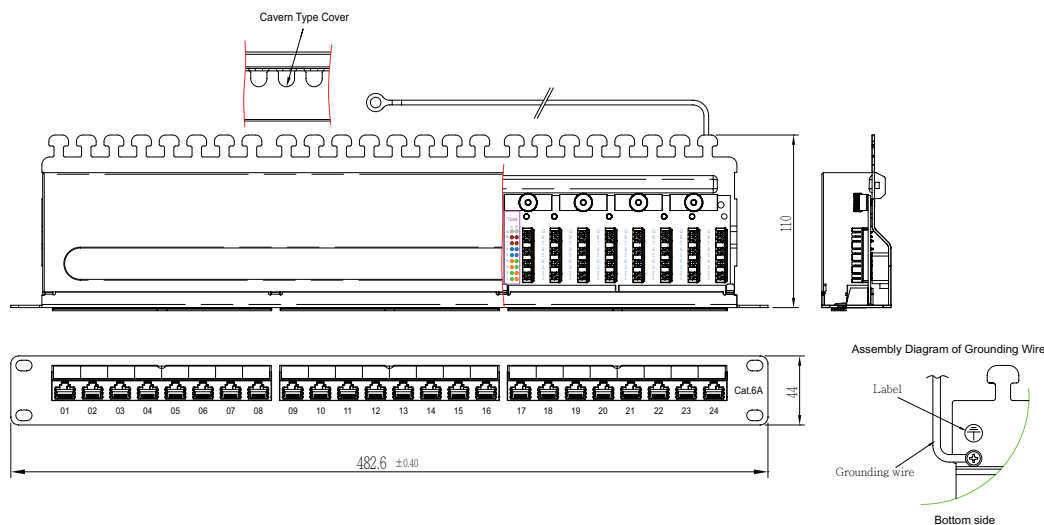 Cavern Type Cover
110
Cat.6A
01 02 03 04 05 06 07 08 09 10 11 12 13 14 15 16 17 18 19 20 21 22 23 24
44
482.6 ±0.40
Assembly Diagram of Grounding Wire
Label
Grounding wire
Bottom side